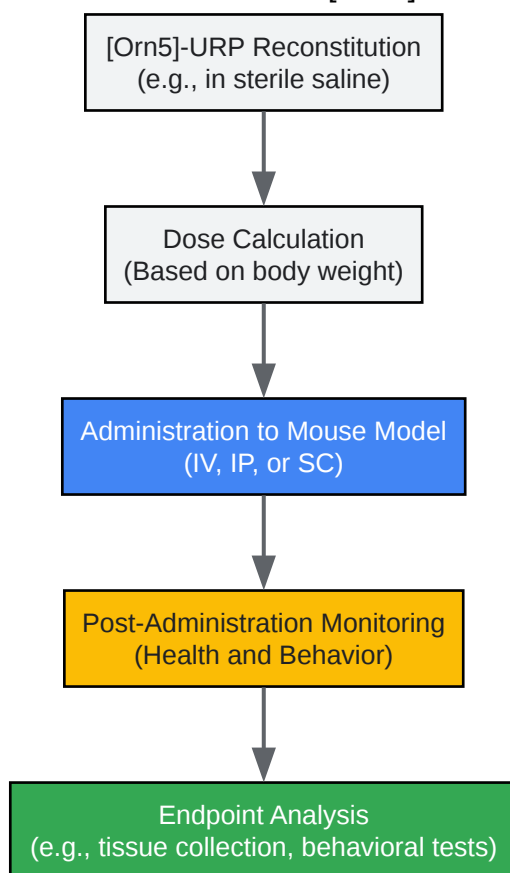 [Orn5]-URP Reconstitution
(e.g., in sterile saline)
Dose Calculation
(Based on body weight)
Administration to Mouse Model
(IV, IP, or SC)
Post-Administration Monitoring
(Health and Behavior)
Endpoint Analysis
(e.g., tissue collection, behavioral tests)